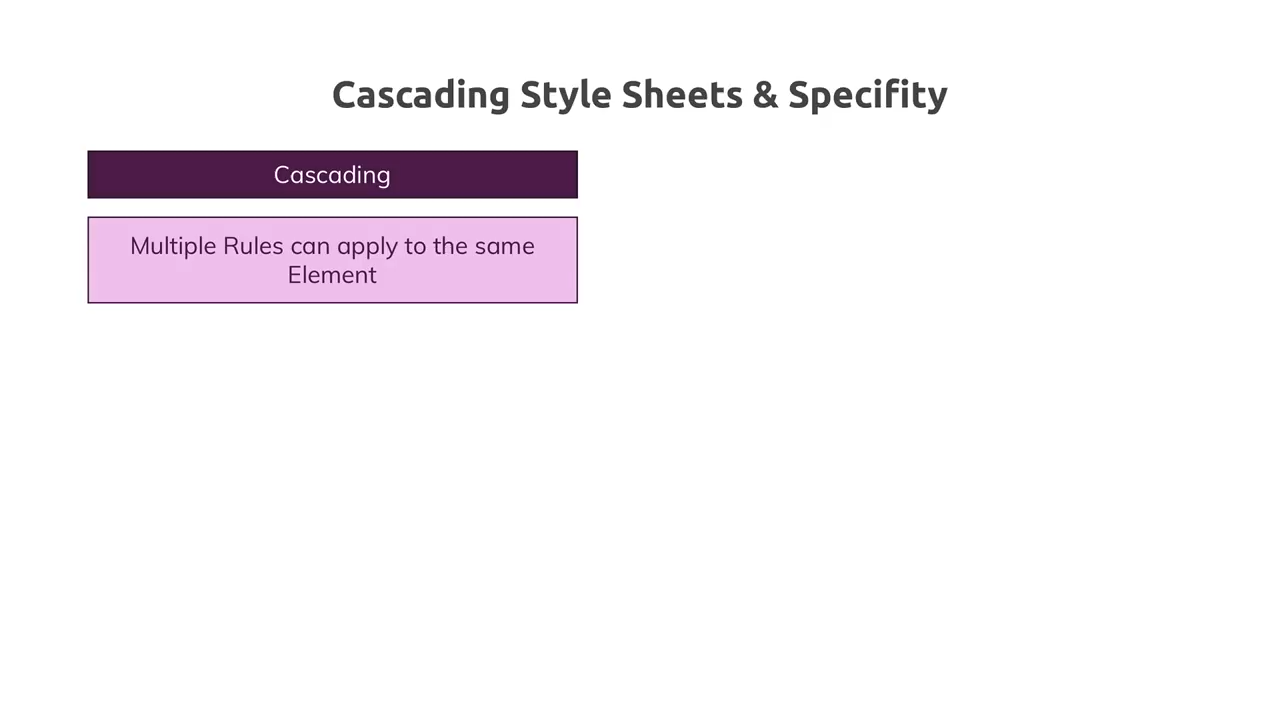 Cascading Style Sheets & Specifity
Cascading
Multiple Rules can apply to the same
Element